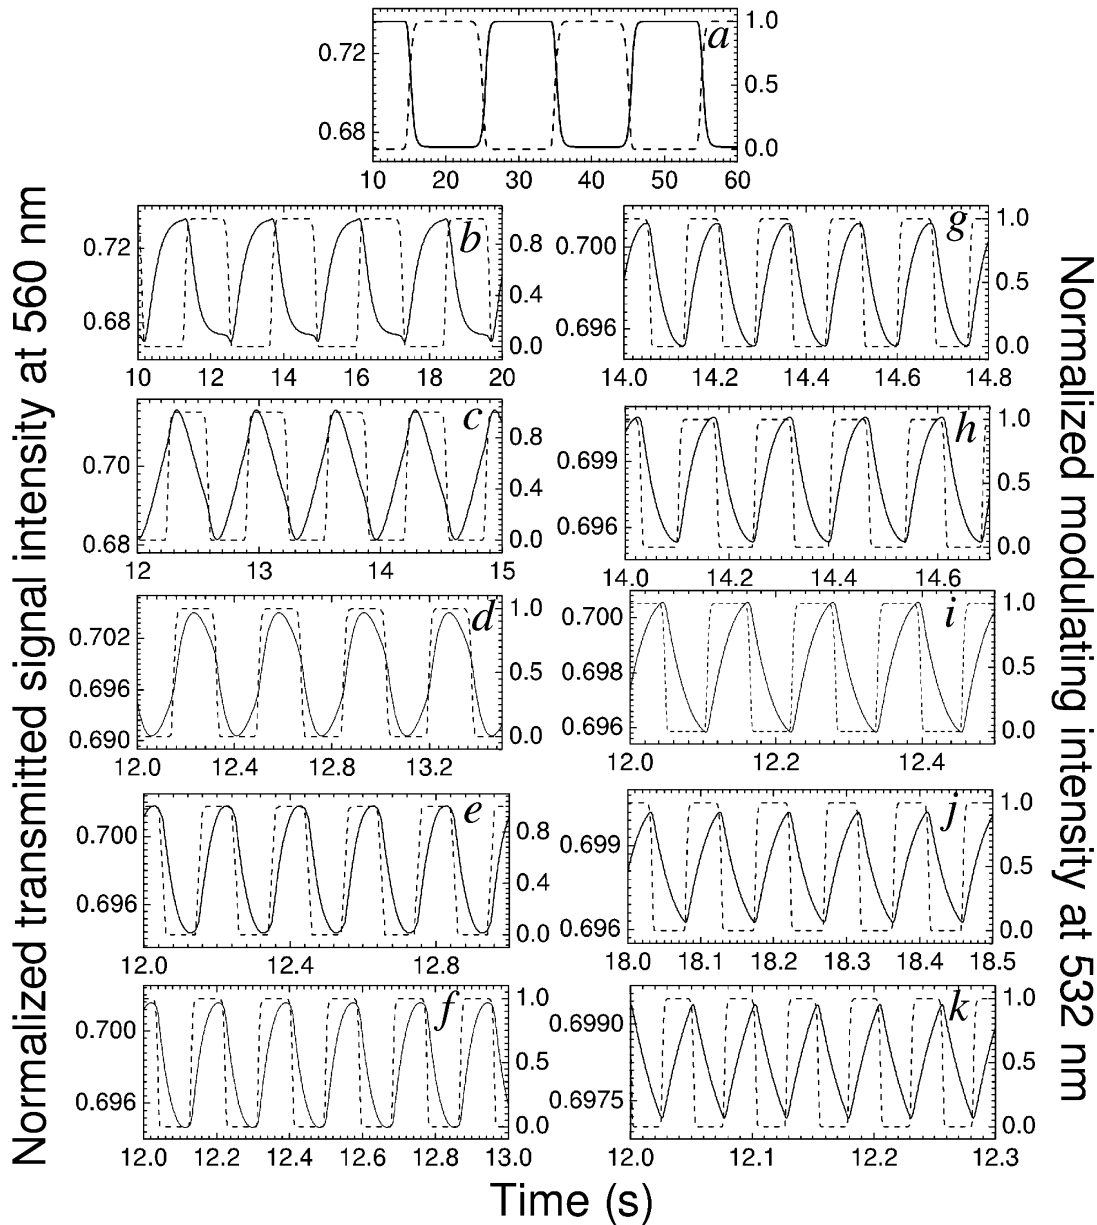 a
0.72
0.68
1.0
0.5
0.0
10 20 30 40 50 60
Normalized transmitted signal intensity at 560 nm
b
0.72
0.68
0.8
0.4
0.0
10 12 14 16 18 20
c
0.70
0.68
0.8
0.4
0.0
12 13 14 15
d
0.702
0.696
0.690
1.0
0.5
0.0
12.0 12.4 12.8 13.2
e
0.700
0.696
0.8
0.4
0.0
12.0 12.4 12.8
f
0.700
0.696
1.0
0.5
0.0
12.0 12.2 12.4 12.6 12.8 13.0
g
0.700
0.696
1.0
0.5
0.0
14.0 14.2 14.4 14.6 14.8
h
0.699
0.696
1.0
0.5
0.0
14.0 14.2 14.4 14.6
i
0.700
0.698
0.696
1.0
0.5
0.0
12.0 12.2 12.4
j
0.699
0.696
1.0
0.5
0.0
18.0 18.1 18.2 18.3 18.4 18.5
k
0.6990
0.6975
1.0
0.5
0.0
12.0 12.1 12.2 12.3
Normalized modulating intensity at 532 nm
Time (s)